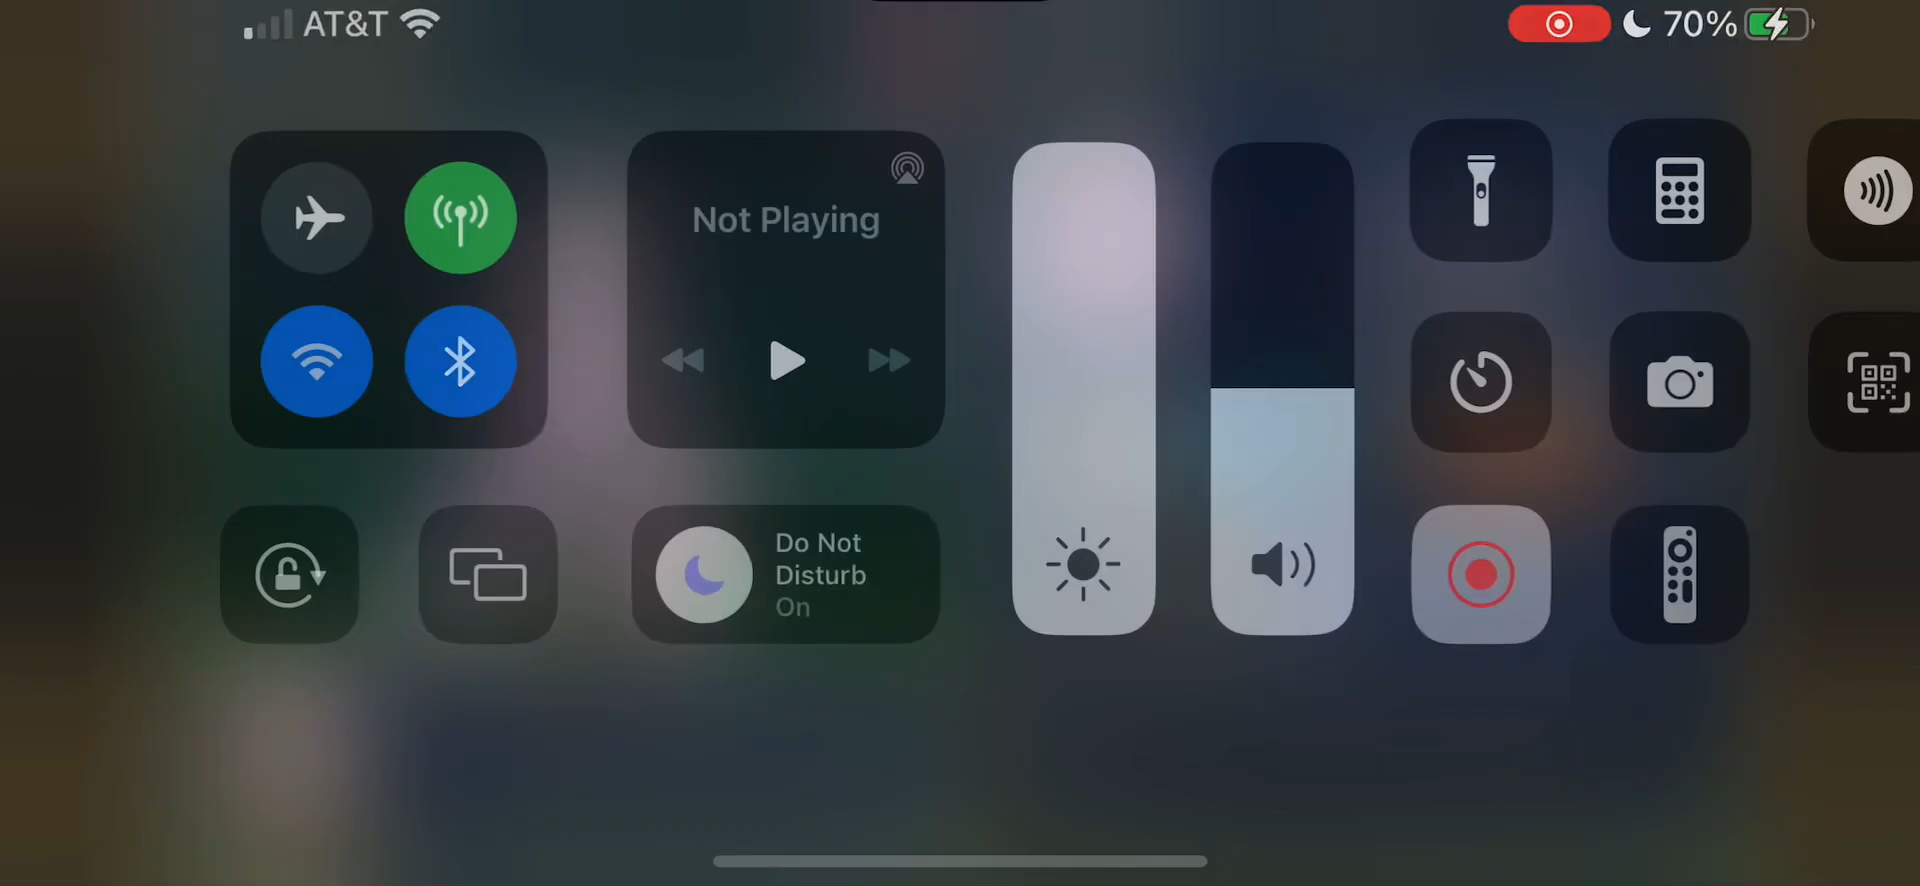 AT&T
70%
Not Playing
Do Not
Disturb
On